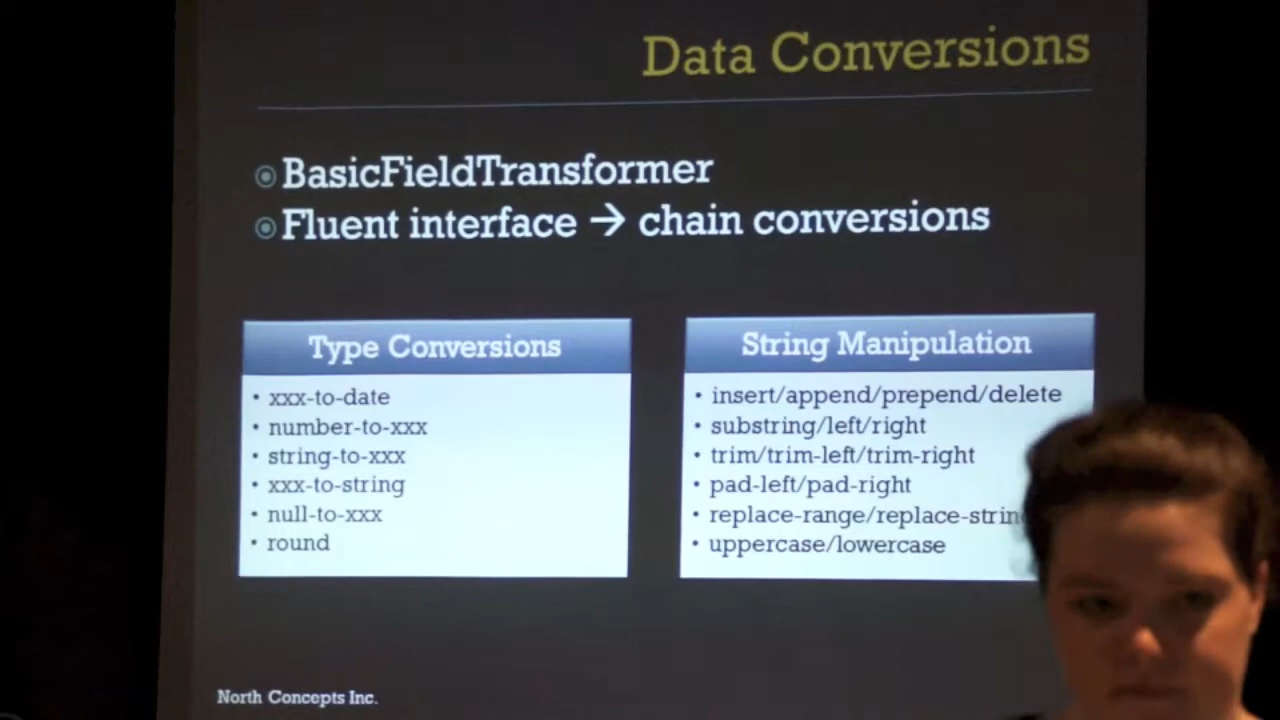 Data Conversions
BasicFieldTransformer
Fluent interface → chain conversions
Type Conversions
• xxx-to-date
• number-to-xxx
• string-to-xxx
• xxx-to-string
• null-to-xxx
• round
String Manipulation
• insert/append/prepend/delete
• substring/left/right
• trim/trim-left/trim-right
• pad-left/pad-right
• replace-range/replace-strin
• uppercase/lowercase
North Concepts Inc.